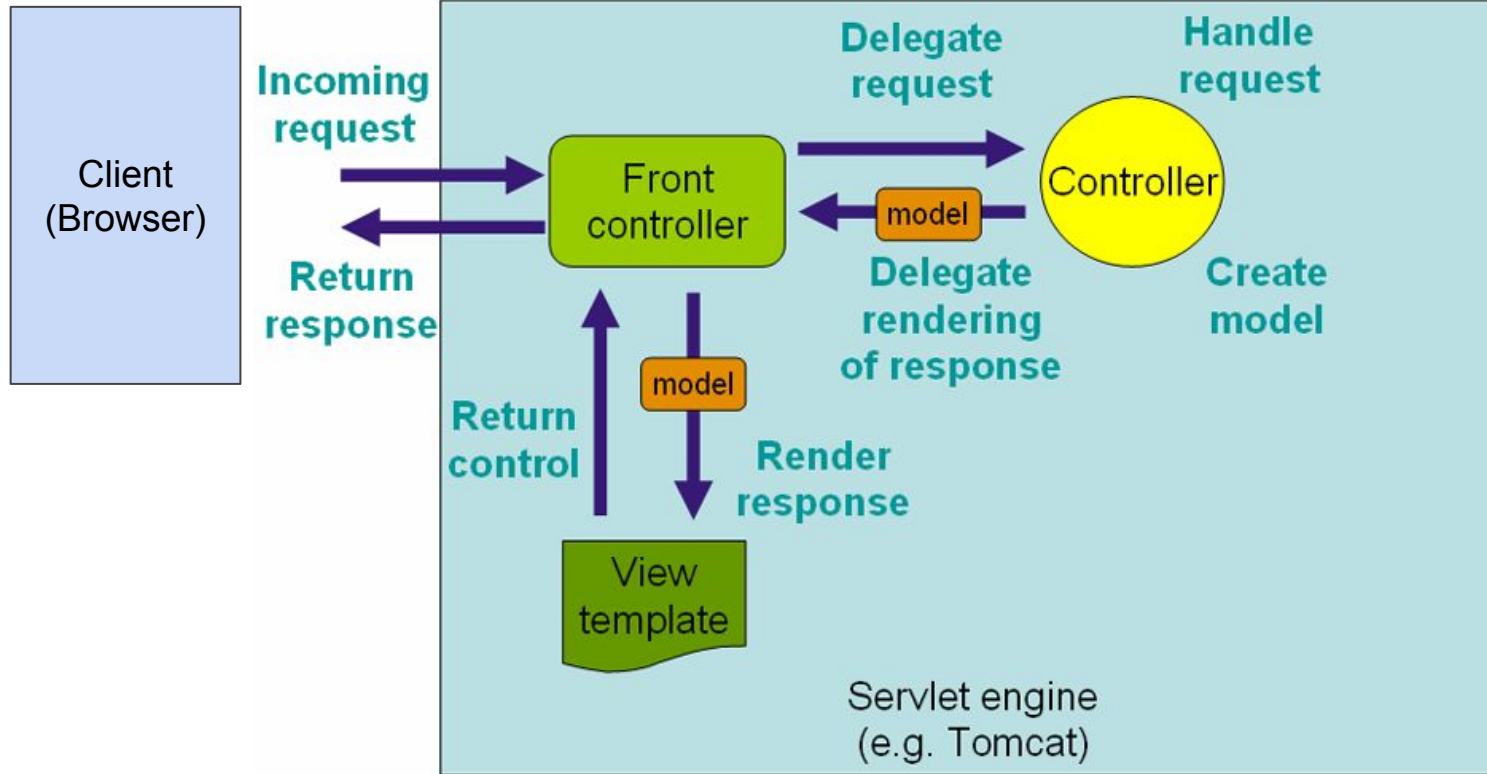 Client
(Browser)
Incoming
request
Return
response
Front
controller
Delegate
request
Handle
request
Controller
model
Delegate
rendering
of response
Create
model
model
Return
control
Render
response
View
template
Servlet engine
(e.g. Tomcat)